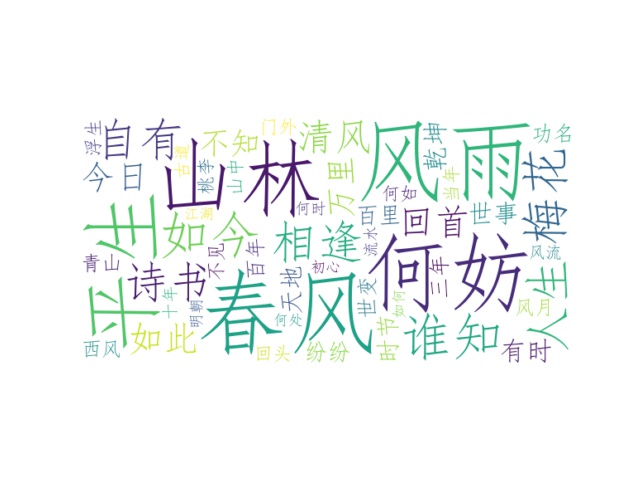 浮生
自有
不知
门外
清风
风雨
乾坤
功名
今日
古道
桃李
山中
山林
万里
何如
当年
梅花
平生
如今
江湖
何时
相逢
百里
流水
回首
世事
青山
诗书
不见
百年
春风
天地
初心
世变
何妨
三年
风流
人生
十年
明朝
何处
如何
风月
西风
如此
回头
纷纷
时节
谁知
有时